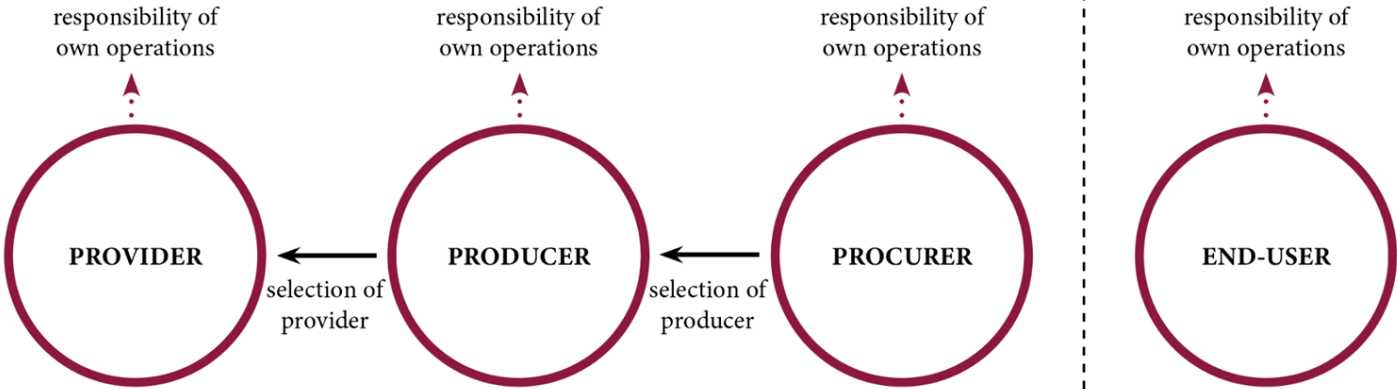 responsibility of
own operations
responsibility of
own operations
responsibility of
own operations
responsibility of
own operations
PROVIDER
PRODUCER
PROCURER
END-USER
selection of
provider
selection of
producer